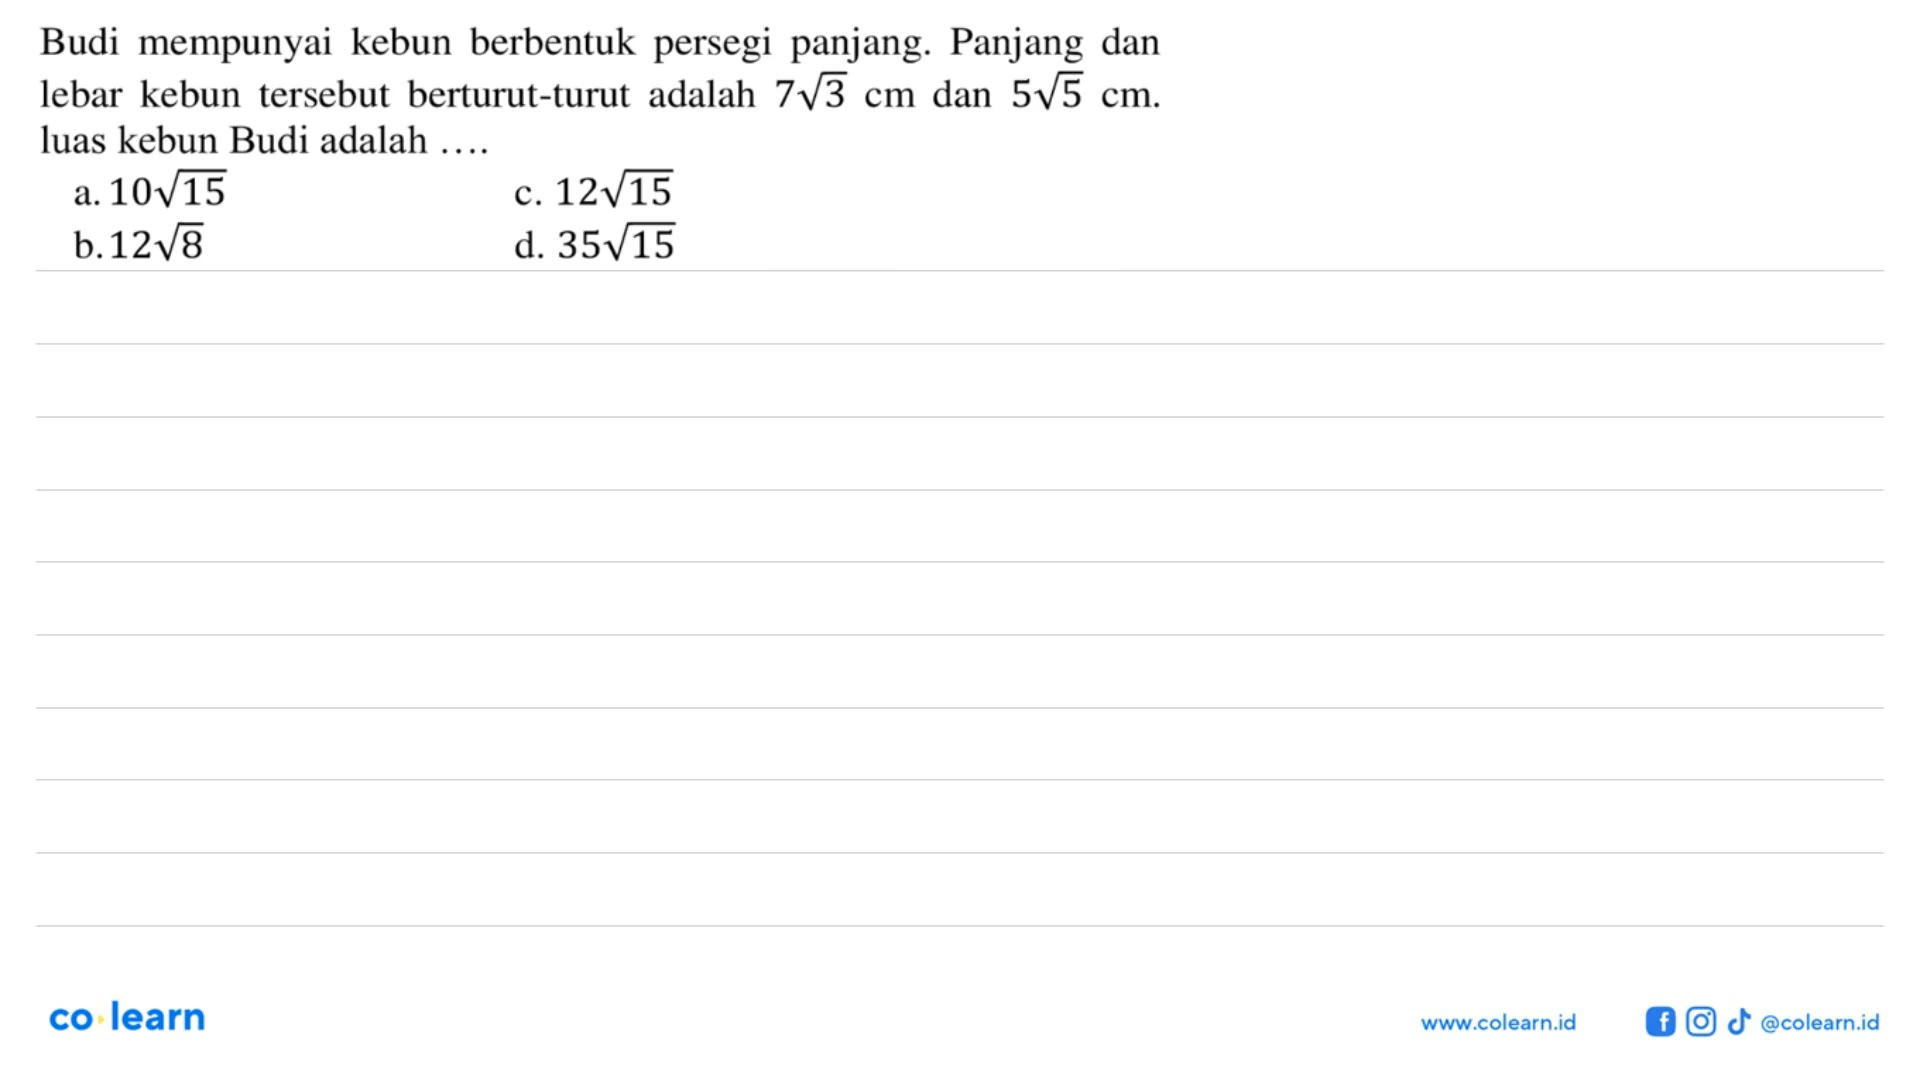 Budi mempunyai kebun berbentuk persegi panjang. Panjang dan
lebar kebun tersebut berturut-turut adalah 7√3 cm dan 5√5 cm.
luas kebun Budi adalah ….
a. 10√15 c. 12√15
b. 12√8 d. 35√15
co learn
www.colearn.id @colearn.id